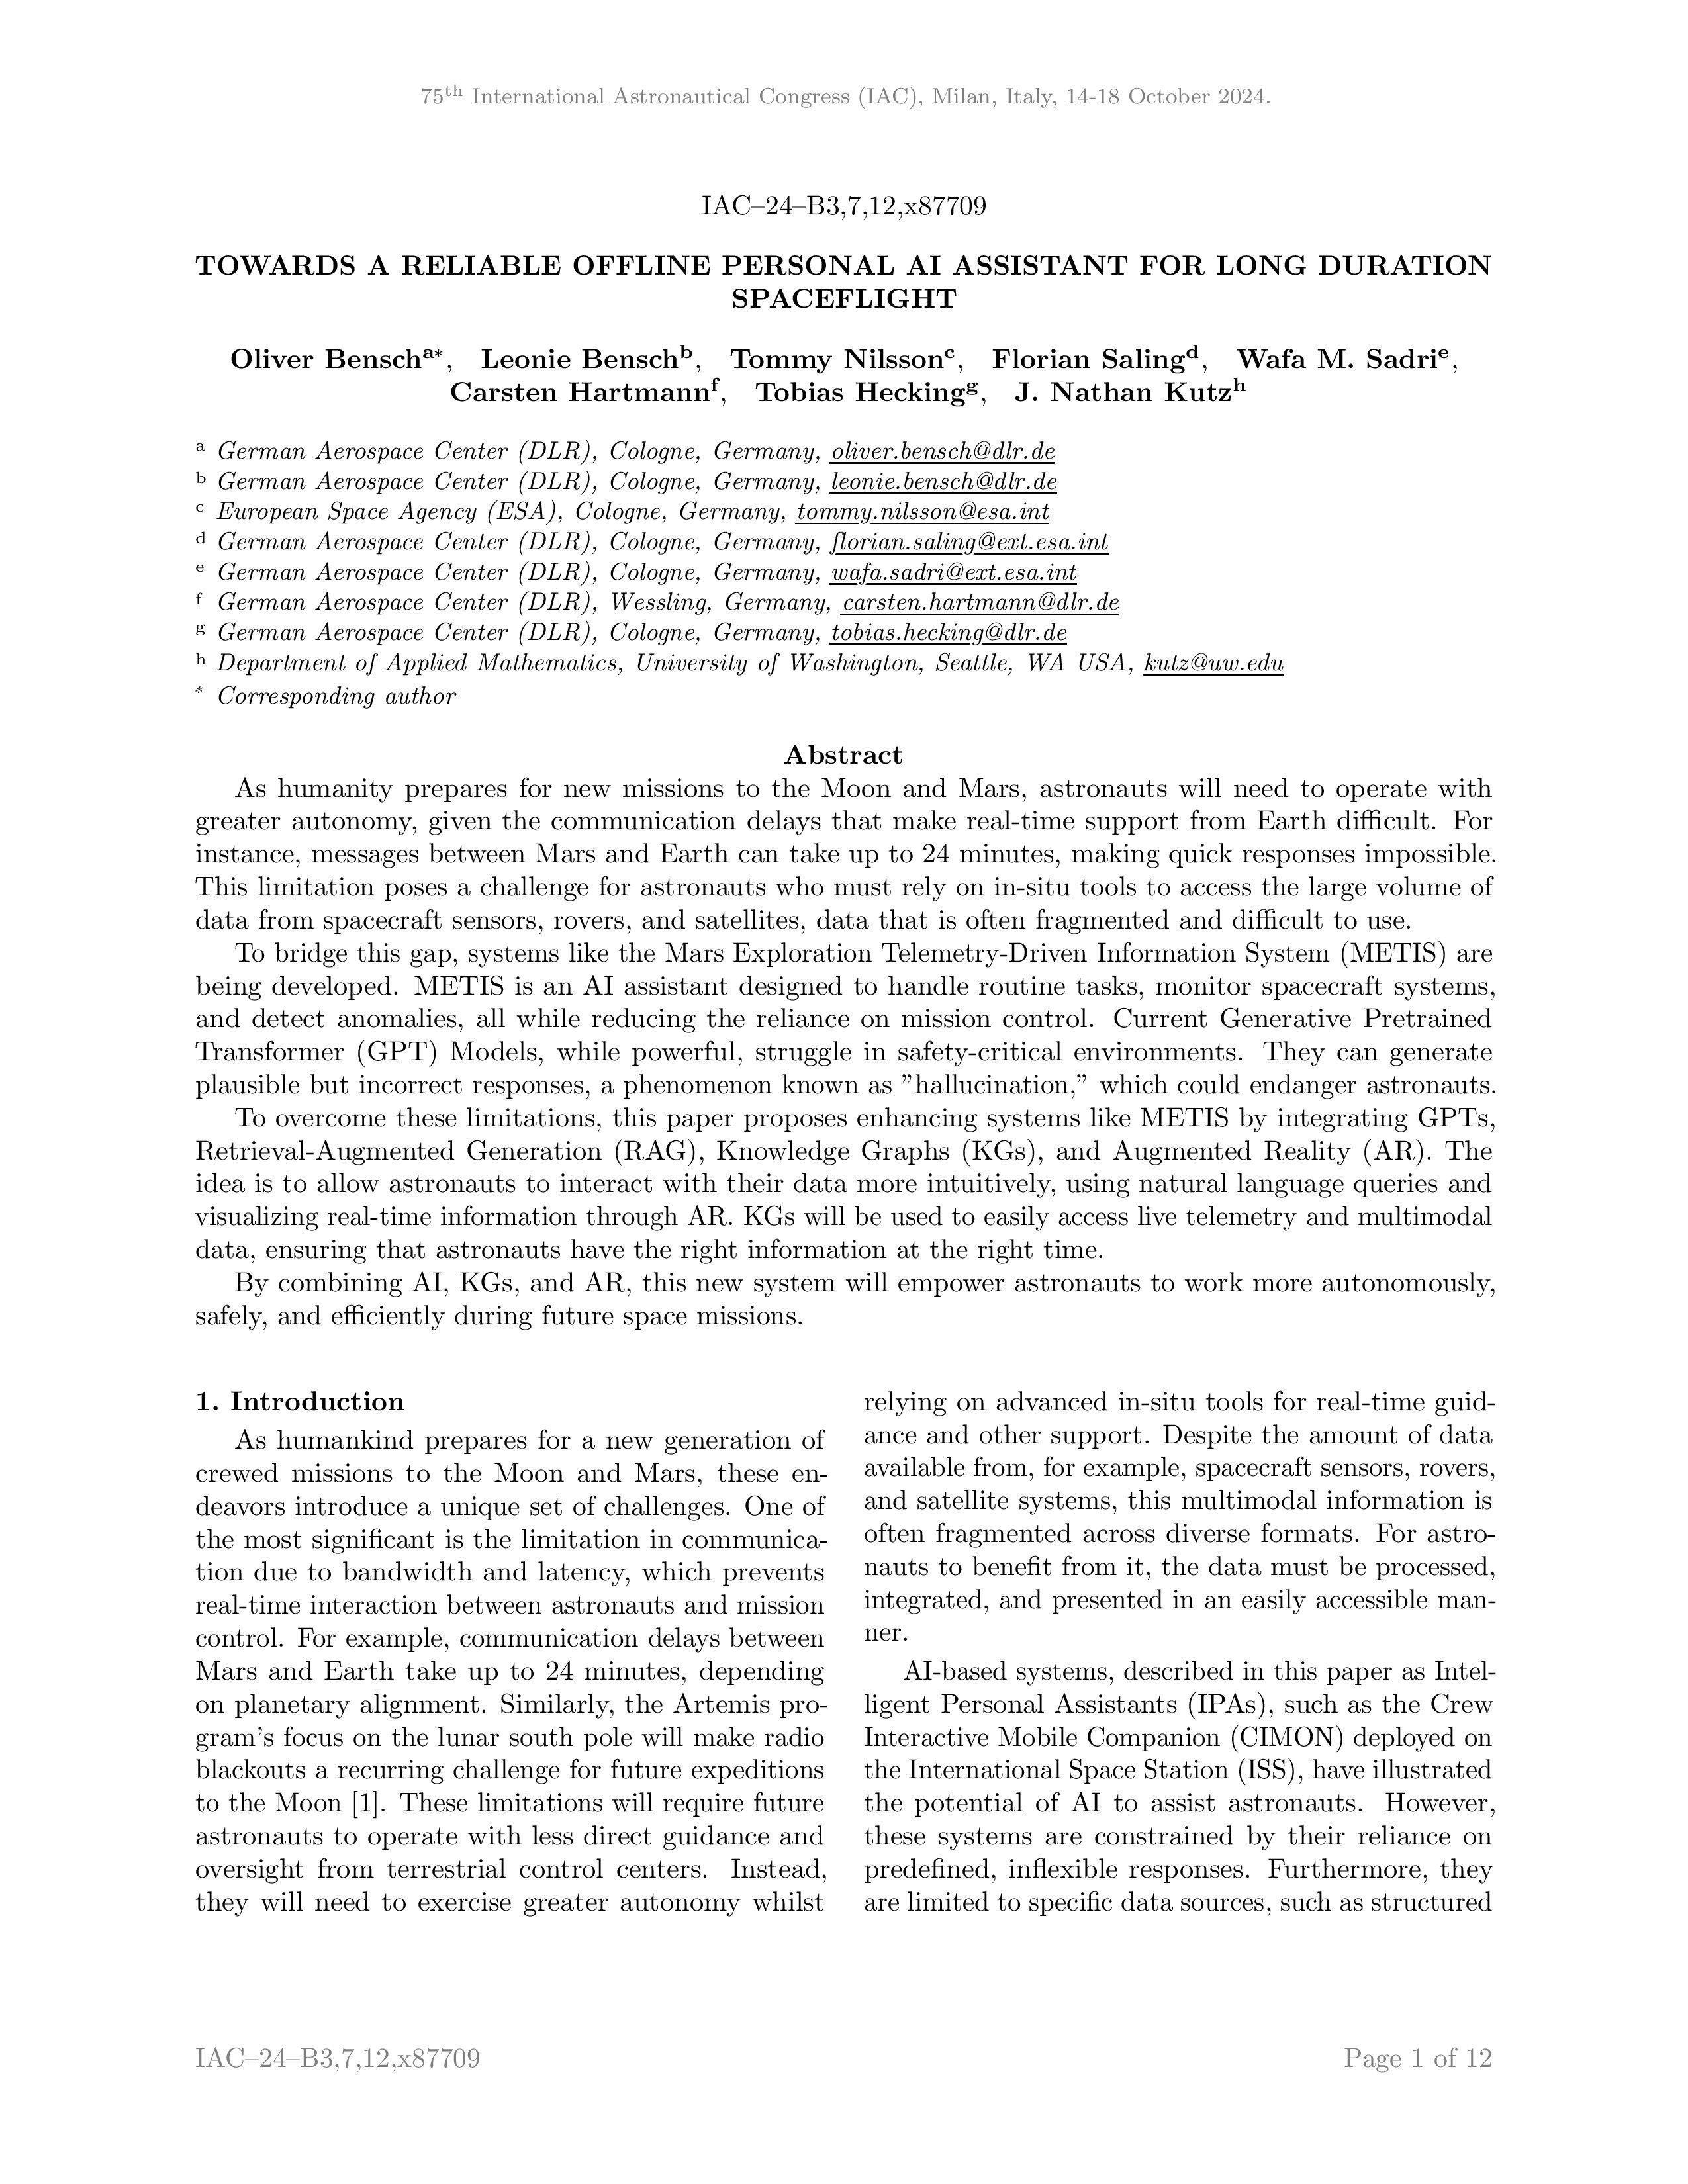 75th International Astronautical Congress (IAC), Milan, Italy, 14-18 October 2024.
IAC–24–B3,7,12,x87709
TOWARDS A RELIABLE OFFLINE PERSONAL AI ASSISTANT FOR LONG DURATION
SPACEFLIGHT
Oliver Benscha*, Leonie Benschb, Tommy Nilssonc, Florian Salingd, Wafa M. Sadrie,
Carsten Hartmannf, Tobias Heckingg, J. Nathan Kutzh
a German Aerospace Center (DLR), Cologne, Germany, oliver.bensch@dlr.de
b German Aerospace Center (DLR), Cologne, Germany, leonie.bensch@dlr.de
c European Space Agency (ESA), Cologne, Germany, tommy.nilsson@esa.int
d German Aerospace Center (DLR), Cologne, Germany, florian.saling@ext.esa.int
e German Aerospace Center (DLR), Cologne, Germany, wafa.sadri@ext.esa.int
f German Aerospace Center (DLR), Wessling, Germany, carsten.hartmann@dlr.de
g German Aerospace Center (DLR), Cologne, Germany, tobias.hecking@dlr.de
h Department of Applied Mathematics, University of Washington, Seattle, WA USA, kutz@uw.edu
* Corresponding author
Abstract
As humanity prepares for new missions to the Moon and Mars, astronauts will need to operate with
greater autonomy, given the communication delays that make real-time support from Earth difficult. For
instance, messages between Mars and Earth can take up to 24 minutes, making quick responses impossible.
This limitation poses a challenge for astronauts who must rely on in-situ tools to access the large volume of
data from spacecraft sensors, rovers, and satellites, data that is often fragmented and difficult to use.
To bridge this gap, systems like the Mars Exploration Telemetry-Driven Information System (METIS) are
being developed. METIS is an AI assistant designed to handle routine tasks, monitor spacecraft systems,
and detect anomalies, all while reducing the reliance on mission control. Current Generative Pretrained
Transformer (GPT) Models, while powerful, struggle in safety-critical environments. They can generate
plausible but incorrect responses, a phenomenon known as ”hallucination,” which could endanger astronauts.
To overcome these limitations, this paper proposes enhancing systems like METIS by integrating GPTs,
Retrieval-Augmented Generation (RAG), Knowledge Graphs (KGs), and Augmented Reality (AR). The
idea is to allow astronauts to interact with their data more intuitively, using natural language queries and
visualizing real-time information through AR. KGs will be used to easily access live telemetry and multimodal
data, ensuring that astronauts have the right information at the right time.
By combining AI, KGs, and AR, this new system will empower astronauts to work more autonomously,
safely, and efficiently during future space missions.
1. Introduction
As humankind prepares for a new generation of
crewed missions to the Moon and Mars, these en-
deavors introduce a unique set of challenges. One of
the most significant is the limitation in communica-
tion due to bandwidth and latency, which prevents
real-time interaction between astronauts and mission
control. For example, communication delays between
Mars and Earth take up to 24 minutes, depending
on planetary alignment. Similarly, the Artemis pro-
gram's focus on the lunar south pole will make radio
blackouts a recurring challenge for future expeditions
to the Moon [1]. These limitations will require future
astronauts to operate with less direct guidance and
oversight from terrestrial control centers. Instead,
they will need to exercise greater autonomy whilst
relying on advanced in-situ tools for real-time guid-
ance and other support. Despite the amount of data
available from, for example, spacecraft sensors, rovers,
and satellite systems, this multimodal information is
often fragmented across diverse formats. For astro-
nauts to benefit from it, the data must be processed,
integrated, and presented in an easily accessible man-
ner.
AI-based systems, described in this paper as Intel-
ligent Personal Assistants (IPAs), such as the Crew
Interactive Mobile Companion (CIMON) deployed on
the International Space Station (ISS), have illustrated
the potential of AI to assist astronauts. However,
these systems are constrained by their reliance on
predefined, inflexible responses. Furthermore, they
are limited to specific data sources, such as structured
IAC–24–B3,7,12,x87709
Page 1 of 12